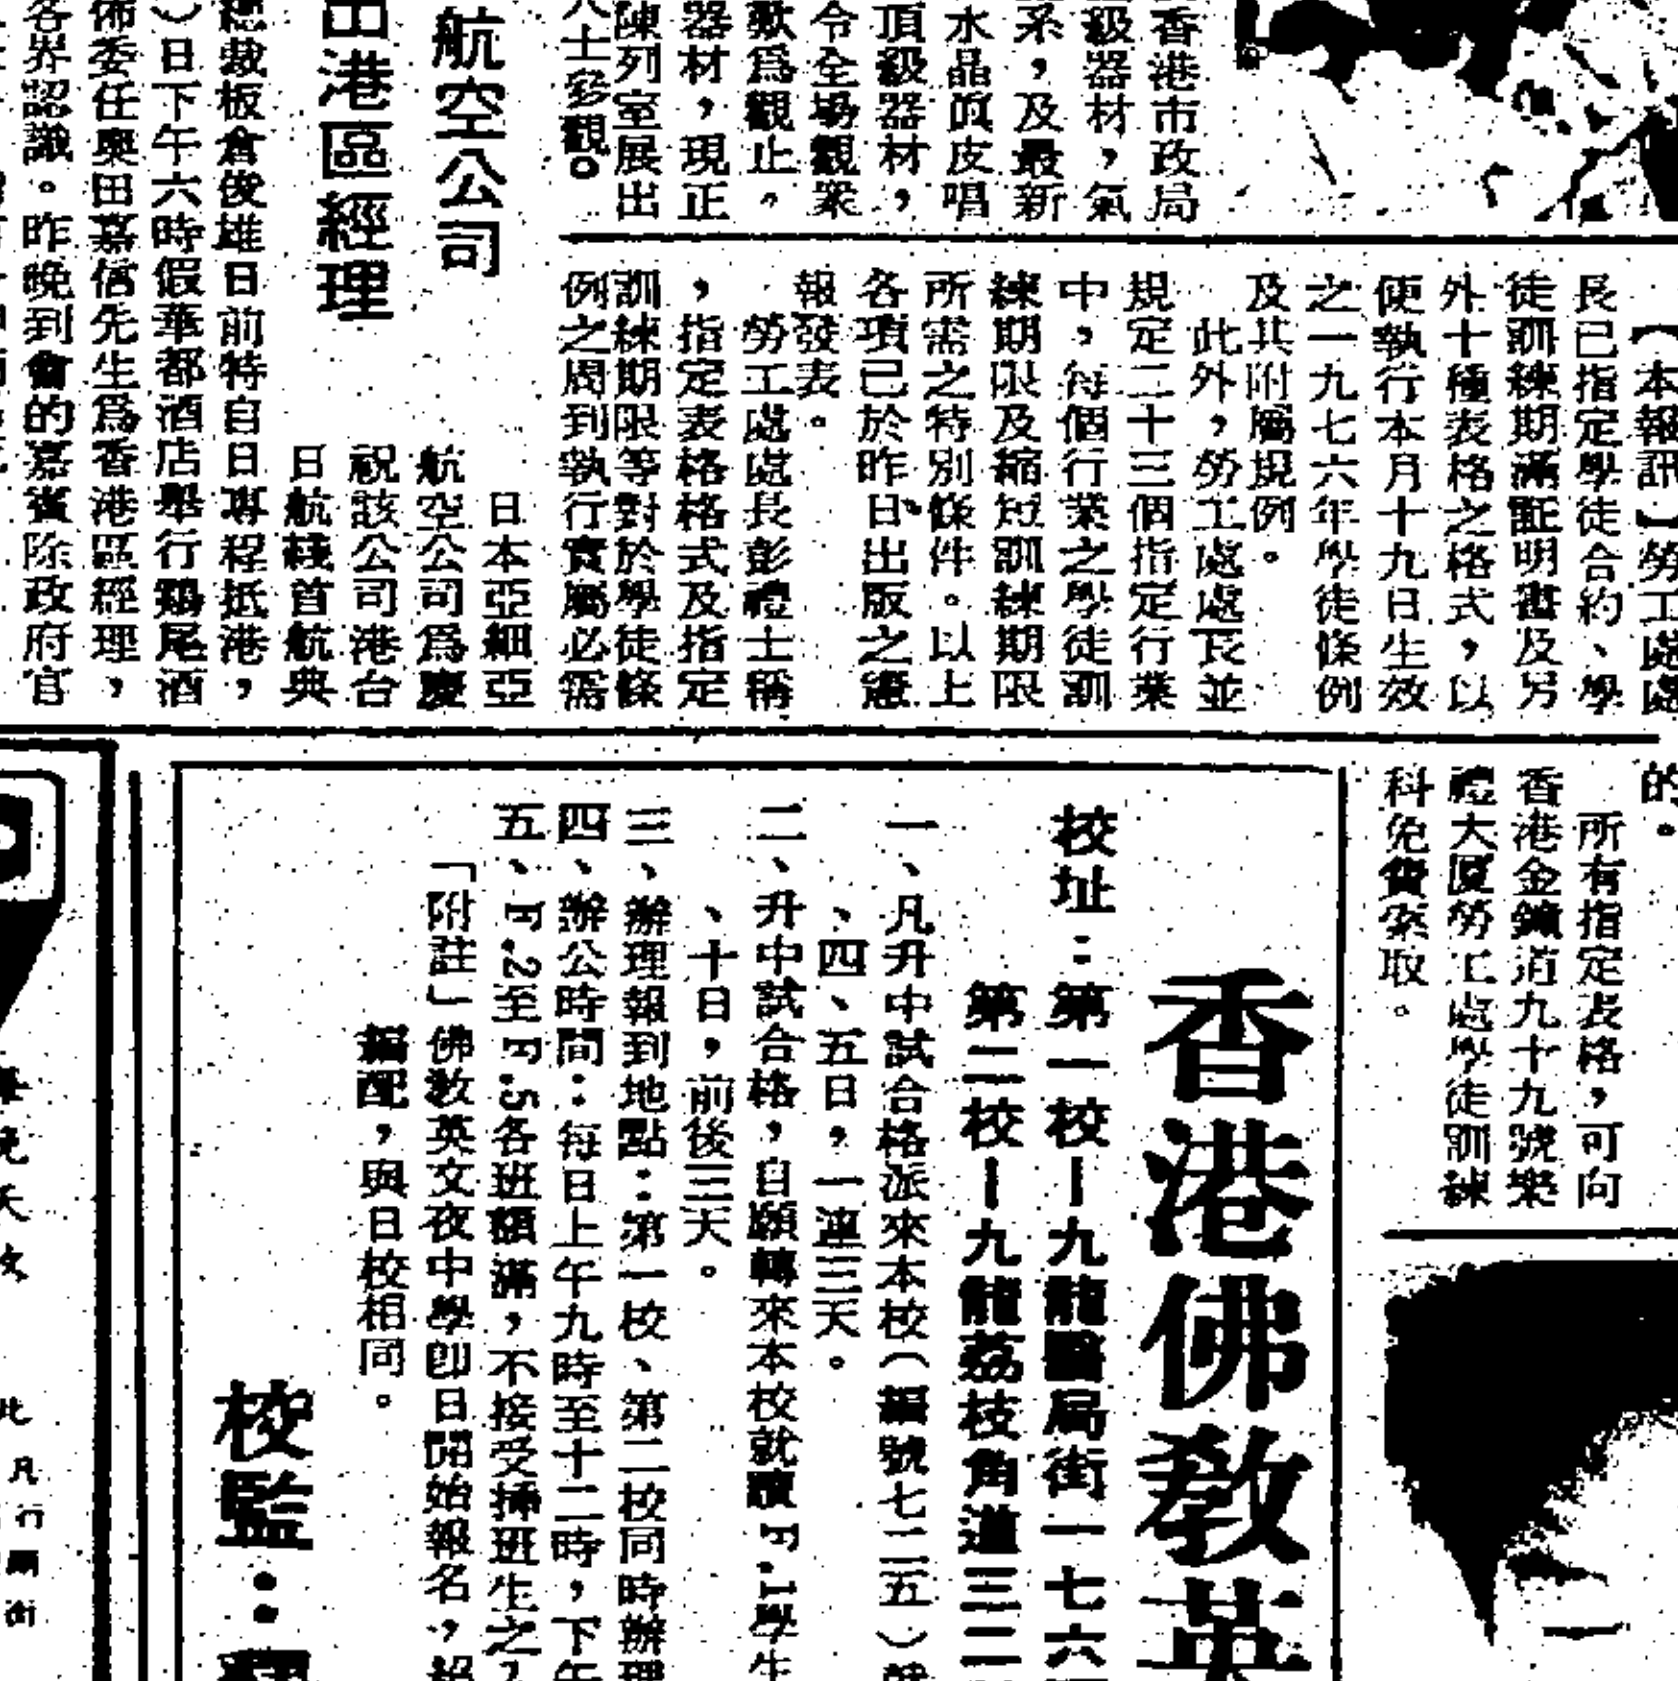 香港市政局
級器材，氣
系，及最新
水晶眞皮唱
頂級器材，
令全場觀衆
歎爲觀止。
器材，現正
陳列室展出
人士參觀。
航空公司
出港區經理
【本報訊】勞工處處
長已指定學徒合約、學
徒訓練期滿証明書及另
外十種表格之格式，以
便執行本月十九日生效
之一九七六年學徒條例
及其附屬規例。
此外，勞工處處長並
規定二十三個指定行業
中，每個行業之學徒訓
練期限及縮短訓練期限
所需之特別條件。以上
各項已於昨日出版之憲
報發表。
勞工處處長彭禮士稱
，指定表格格式及指定
訓練期限等對於學徒條
例之周到執行實屬必需
的。
所有指定表格，可向
香港金鐘道九十九號樂
禮大厦勞工處學徒訓練
科免費索取。
日本亞細亞
航空公司爲慶
祝該公司港台
日航綫首航典
總裁板倉俊雄日前特自日專程抵港，
）日下午六時假華都酒店舉行鷄尾酒
佈委任奧田嘉信先生爲香港區經理，
各界認識。昨晚到會的嘉賓除政府官
香港佛敎英
校址：第一校—九龍醫局街一七六
第二校—九龍荔枝角道三二
一、凡升中試合格派來本校（編號七二五）
、四、五日，一連三天。
二、升中試合格，自願轉來本校就讀F.1學生
、十日，前後三天。
三、辦理報到地點：第一校、第二校同時辦理
四、辦公時間：每日上午九時至十二時，下午
五、F.2至F.5各班額滿，不接受揷班生之
「附註」佛敎英文夜中學卽日開始報名，
編配，與日校相同。
校監：